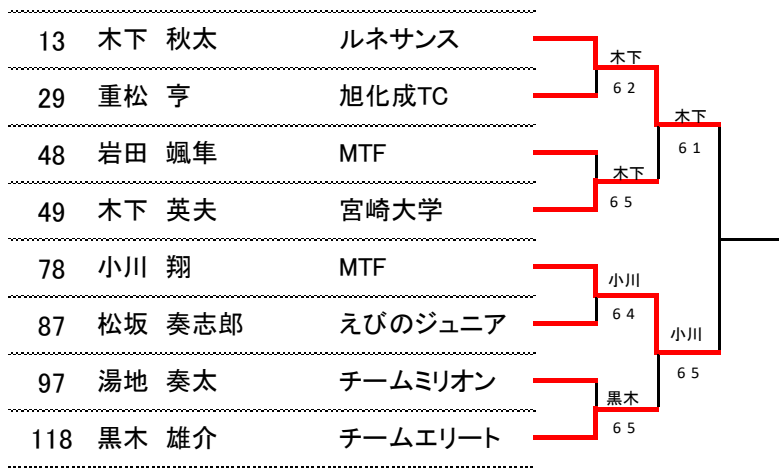 13 木下 秋太 ルネサンス
29 重松 亨 旭化成TC
48 岩田 颯隼 MTF
49 木下 英夫 宮崎大学
78 小川 翔 MTF
87 松坂 奏志郎 えびのジュニア
97 湯地 奏太 チームミリオン
118 黒木 雄介 チームエリート
木下
6 2
木下
6 5
小川
6 4
黒木
6 5
木下
6 1
小川
6 5